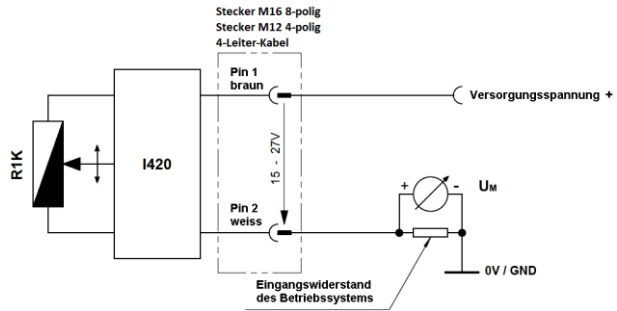 Stecker M16 8-polig
Stecker M12 4-polig
4-Leiter-Kabel
Pin 1
braun
Versorgungsspannung +
R1K
I420
15 - 27V
Pin 2
weiss
+ -
UM
0V / GND
Eingangswiderstand
des Betriebssystems